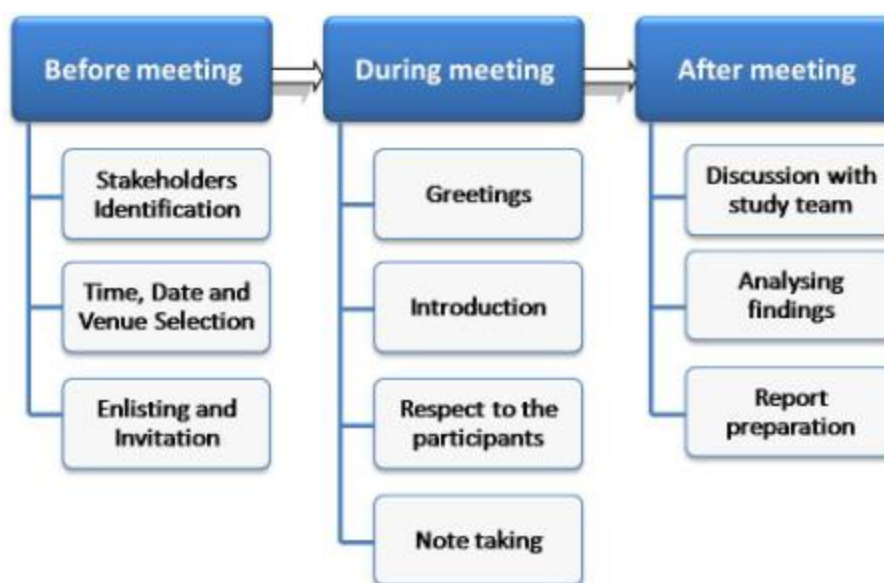 Before meeting
Stakeholders
Identification
Time, Date and
Venue Selection
Enlisting and
Invitation
During meeting
Greetings
Introduction
Respect to the
participants
Note taking
After meeting
Discussion with
study team
Analysing
findings
Report
preparation